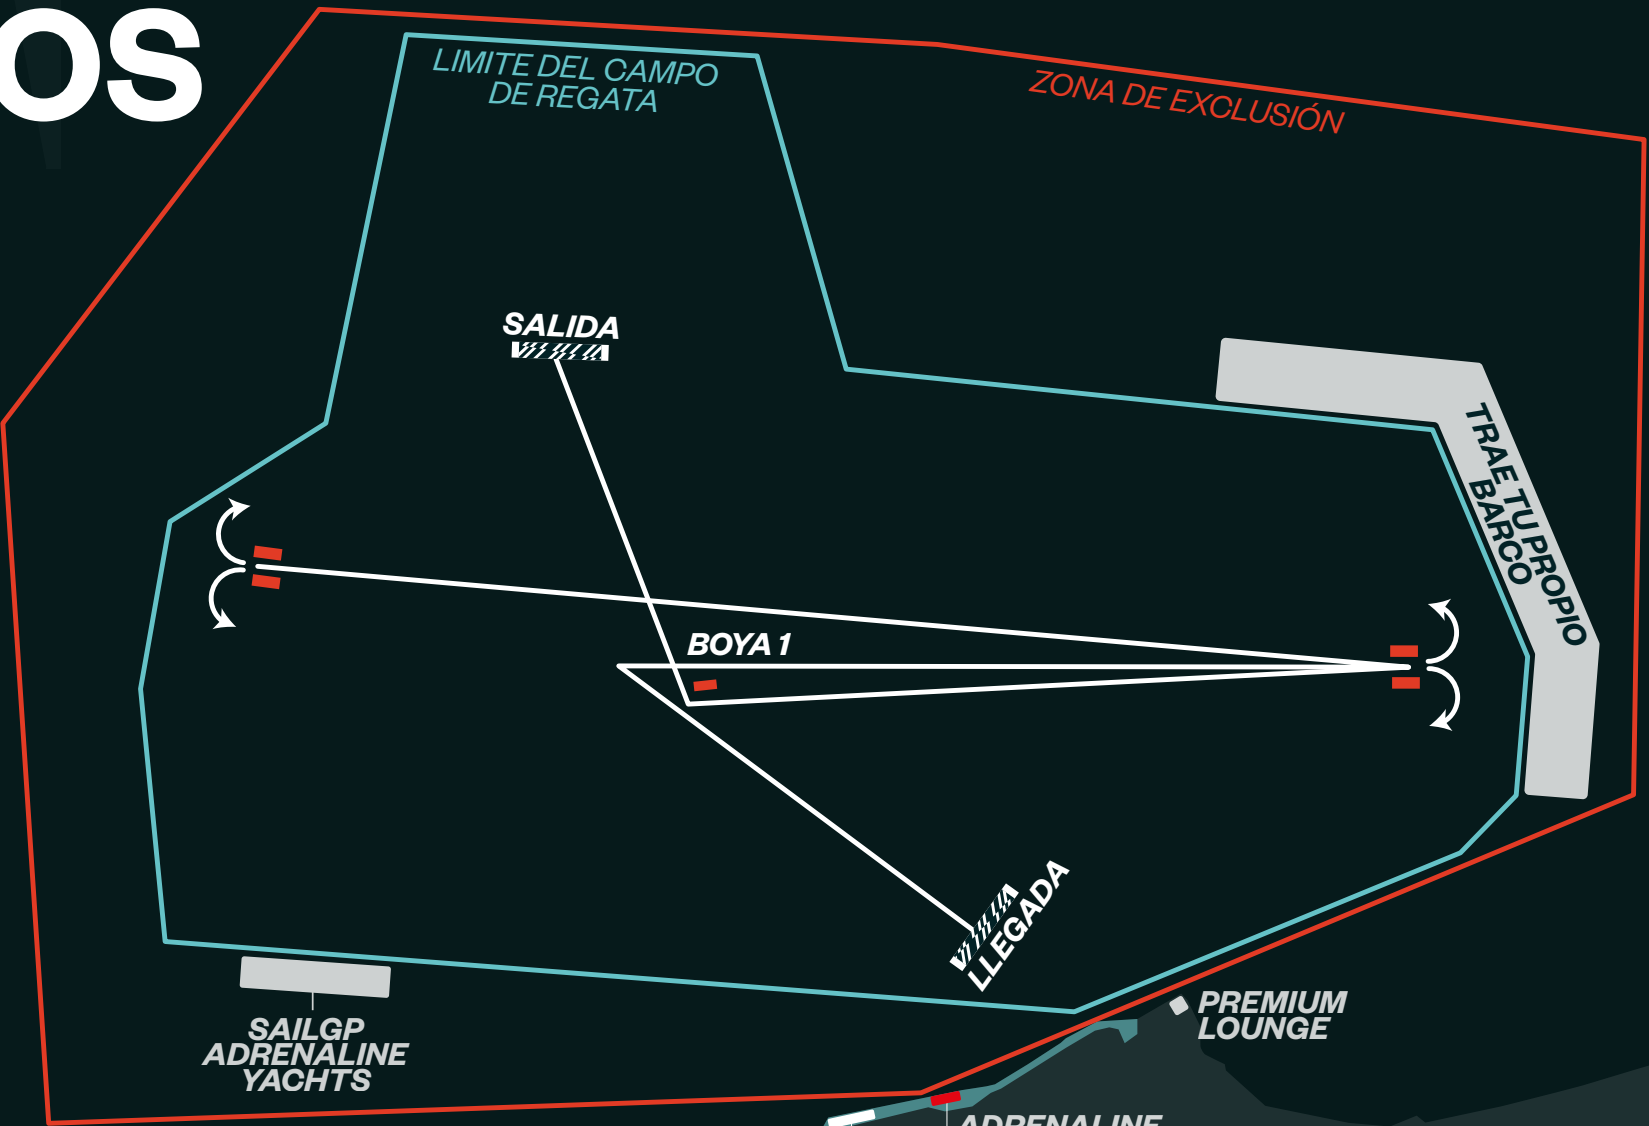 OS
LIMITE DEL CAMPO
DE REGATA
ZONA DE EXCLUSIÓN
SALIDA
TRAE TU PROPIO
BARCO
BOYA 1
LLEGADA
SAILGP
ADRENALINE
YACHTS
PREMIUM
LOUNGE
ADRENALINE